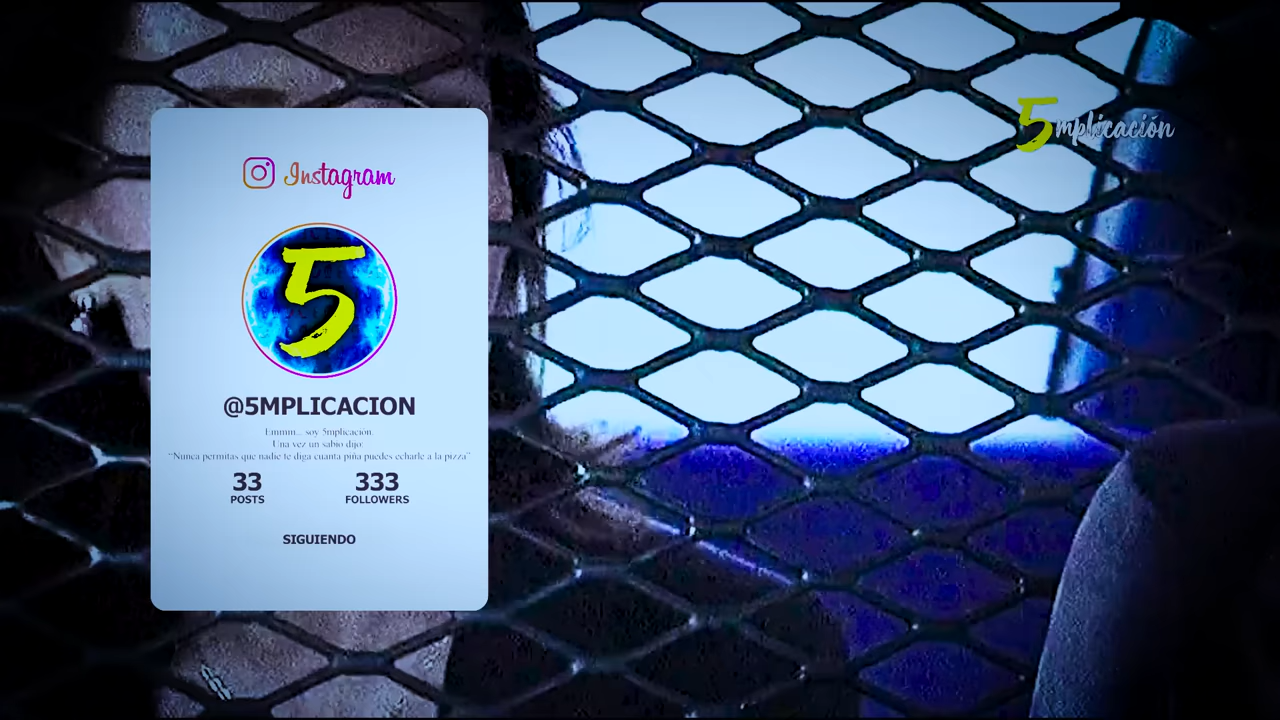 Instagram
5mplicación
5
@5MPLICACION
Emmm... soy 5mplicación.
Una vez un sabio dijo:
“Nunca permitas que nadie te diga cuanta piña puedes echarle a la pizza”
33
POSTS
333
FOLLOWERS
SIGUIENDO